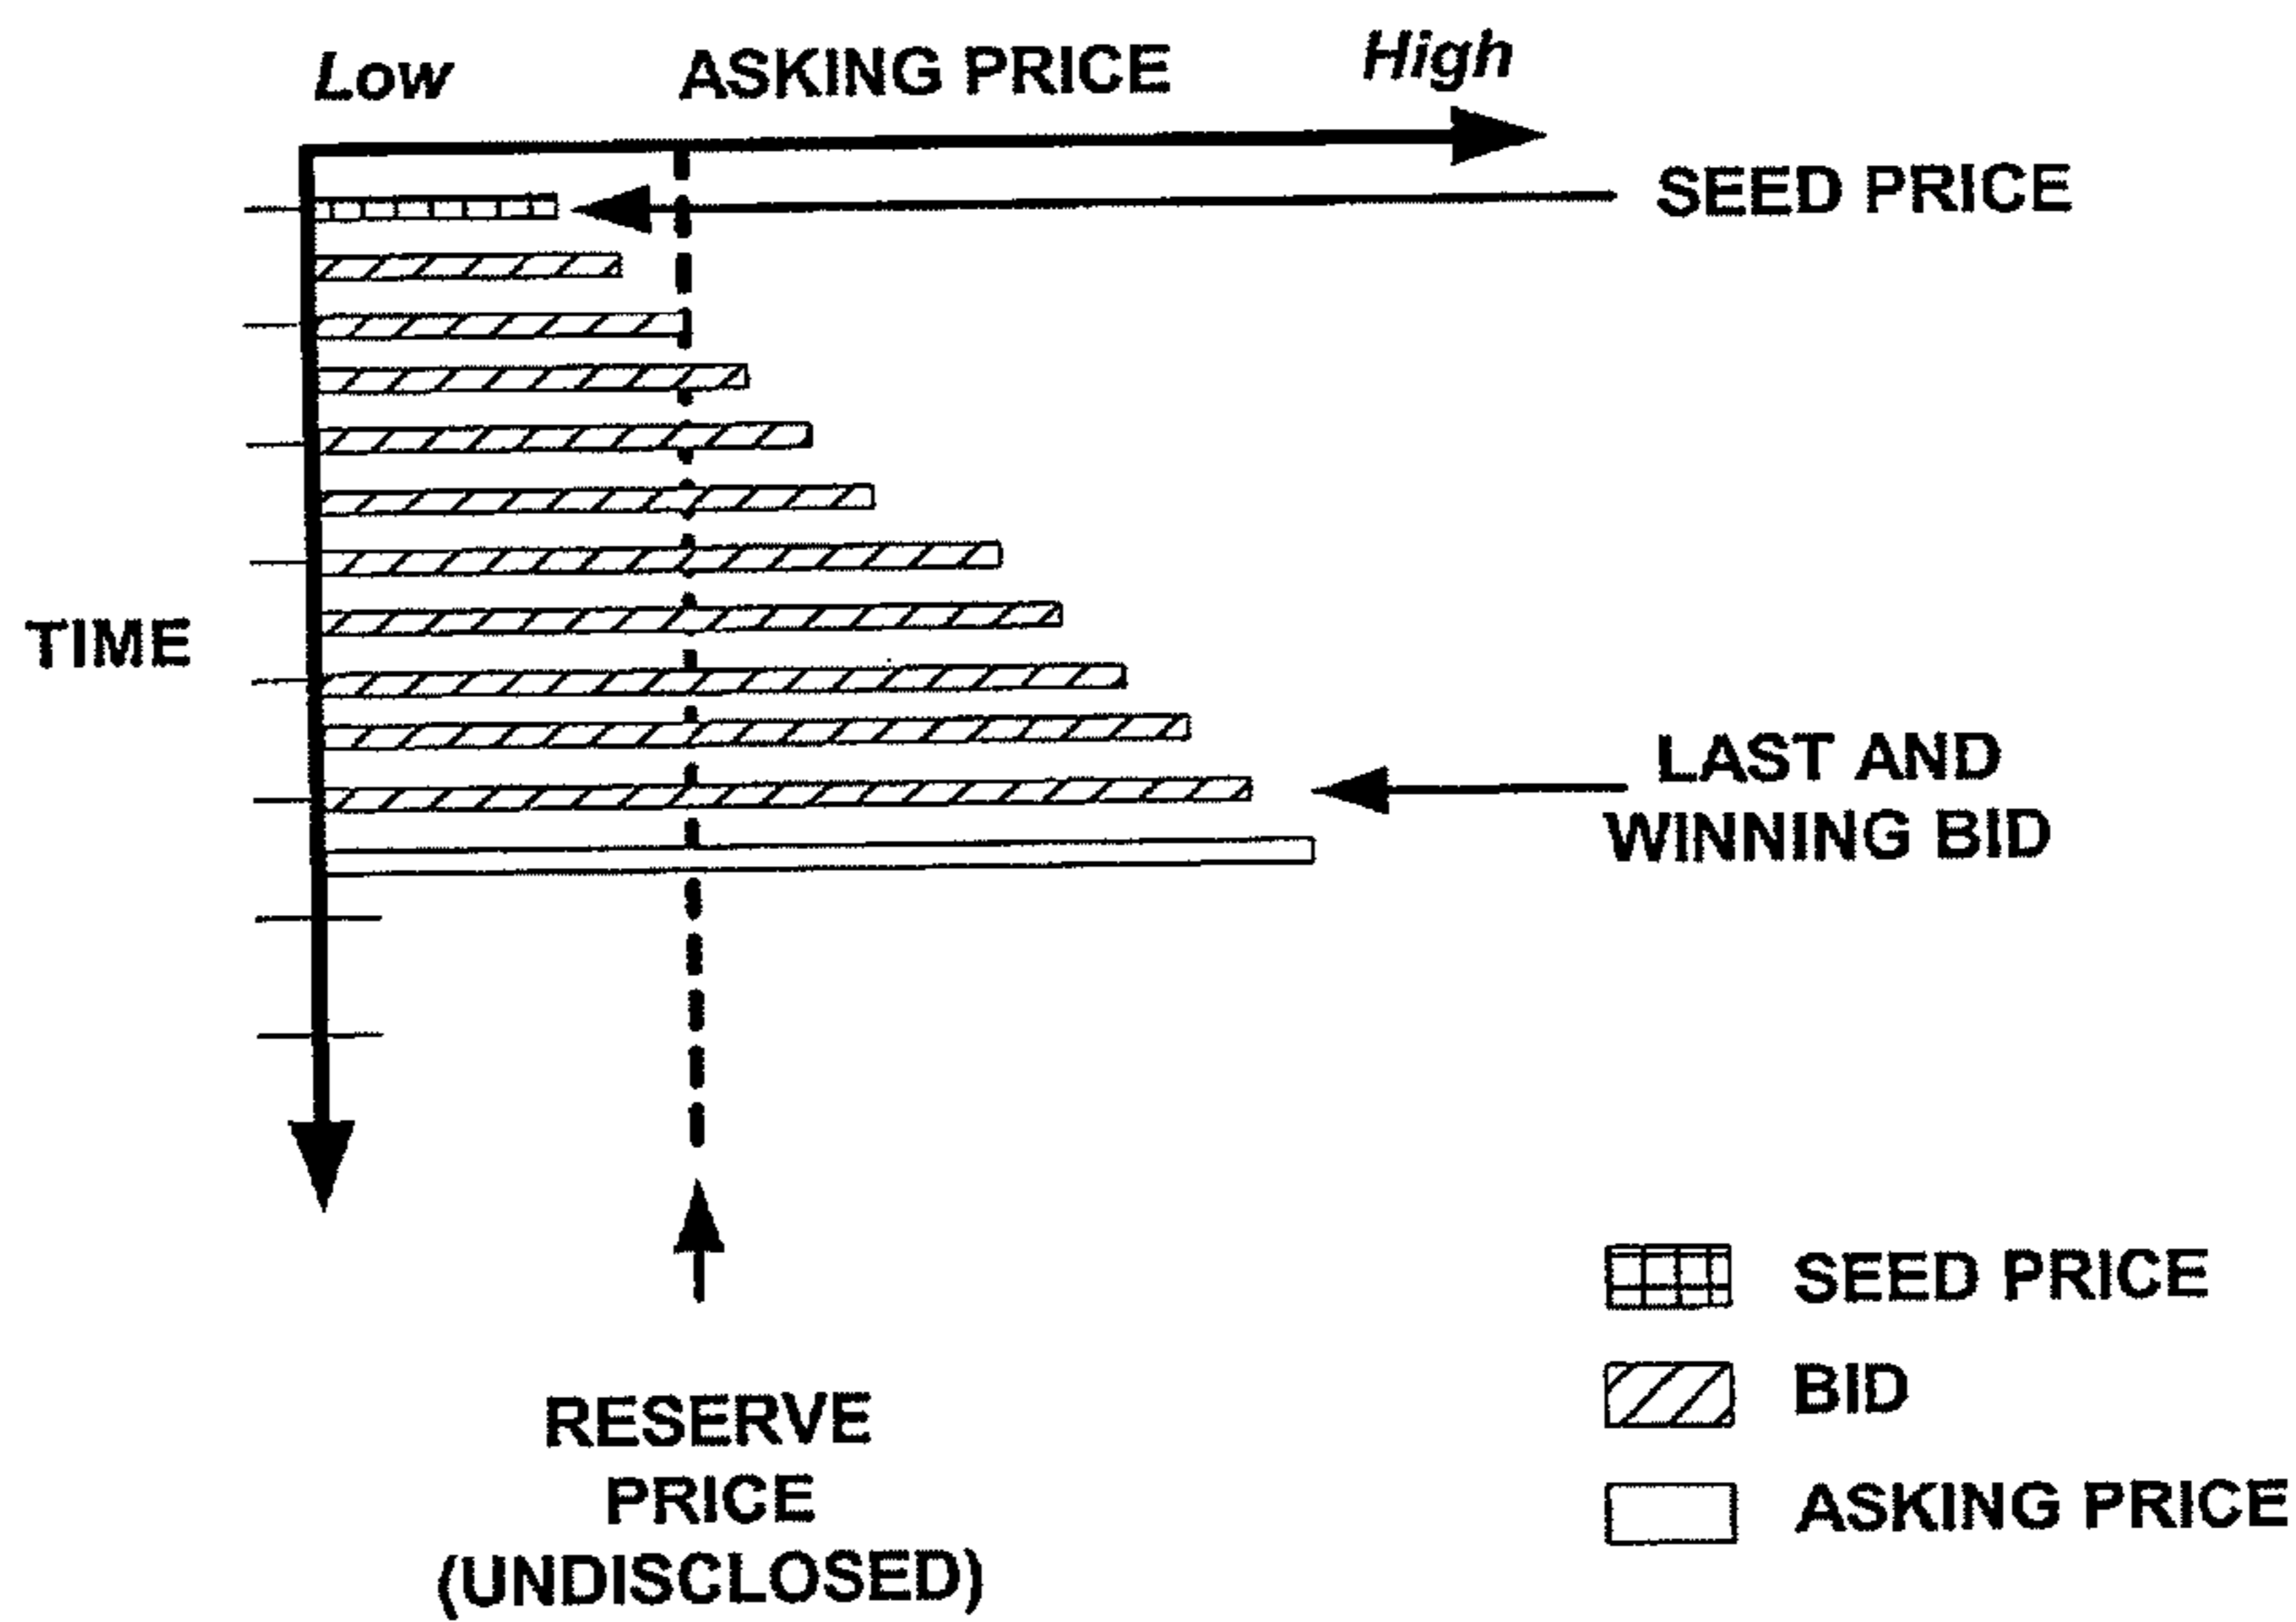 Low ASKING PRICE High
SEED PRICE
TIME
LAST AND
WINNING BID
RESERVE
PRICE
(UNDISCLOSED)
SEED PRICE
BID
ASKING PRICE